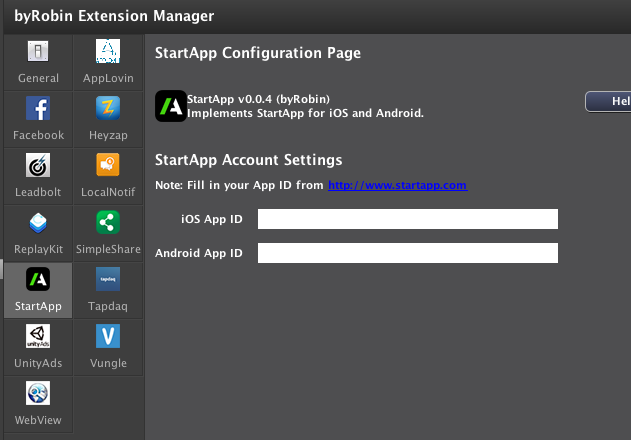 byRobin Extension Manager
General
AppLovin
Facebook
Heyzap
Leadbolt
LocalNotif
ReplayKit
SimpleShare
StartApp
Tapdaq
tapdaq
UnityAds
unityAds
Vungle
WebView
StartApp Configuration Page
StartApp v0.0.4 (byRobin)
Implements StartApp for iOS and Android.
Hel
StartApp Account Settings
Note: Fill in your App ID from http://www.startapp.com
iOS App ID
Android App ID